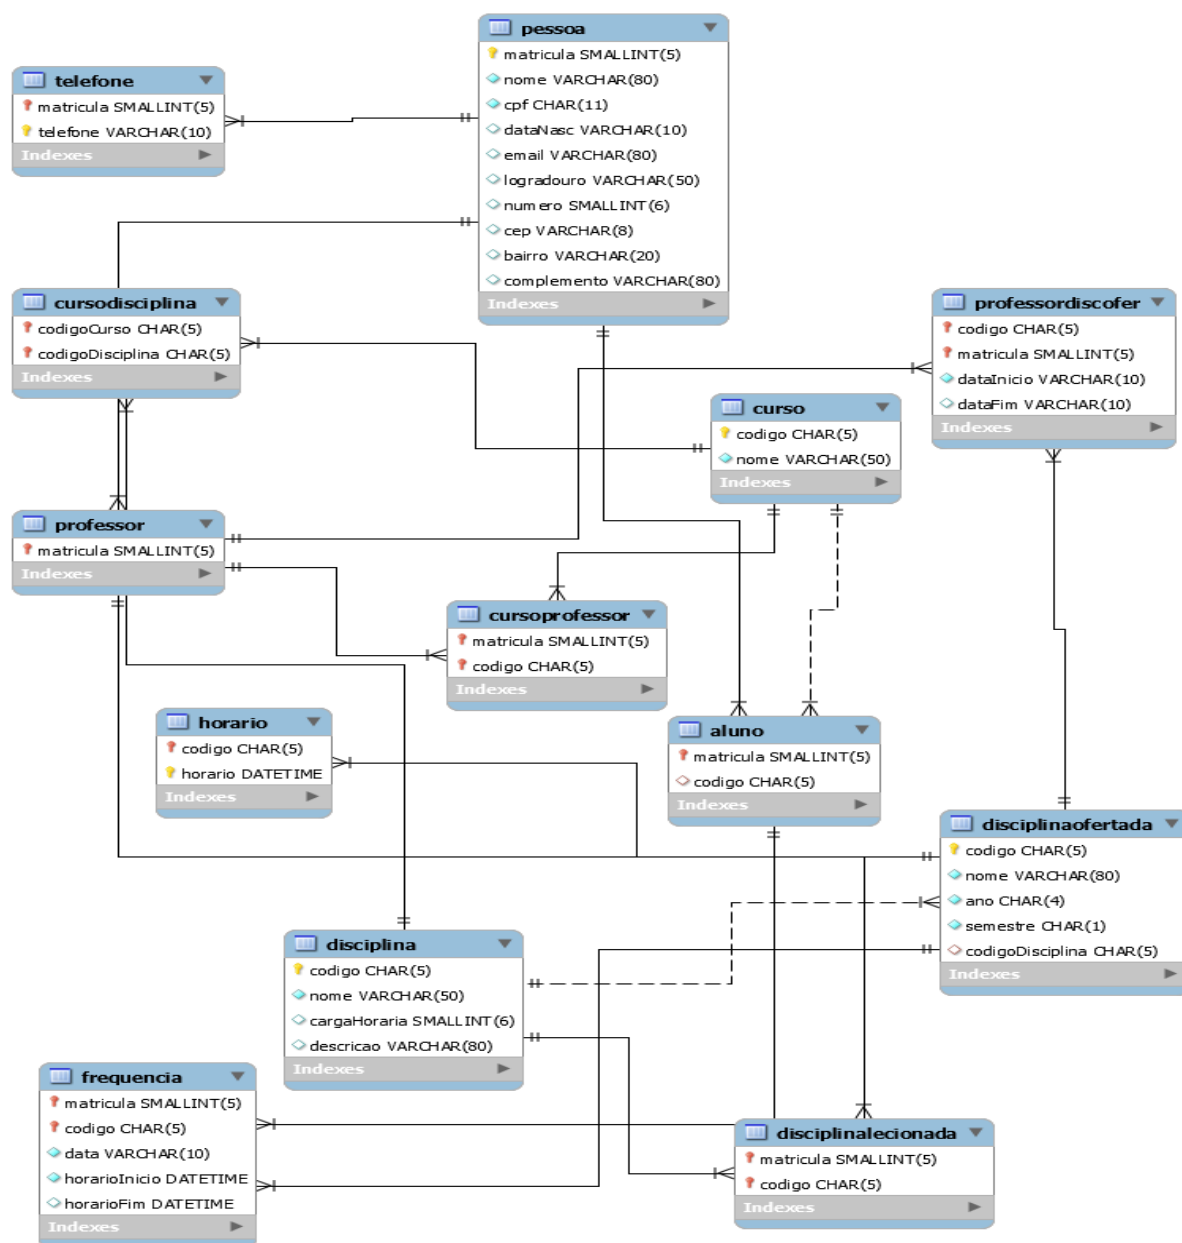 pessoa
matricula SMALLINT(5)
nome VARCHAR(80)
cpf CHAR(11)
dataNasc VARCHAR(10)
email VARCHAR(80)
logradouro VARCHAR(50)
numero SMALLINT(6)
cep VARCHAR(8)
bairro VARCHAR(20)
complemento VARCHAR(80)
Indexes
telefone
matricula SMALLINT(5)
telefone VARCHAR(10)
Indexes
cursodisciplina
codigoCurso CHAR(5)
codigoDisciplina CHAR(5)
Indexes
professordiscofer
codigo CHAR(5)
matricula SMALLINT(5)
dataInicio VARCHAR(10)
dataFim VARCHAR(10)
Indexes
curso
codigo CHAR(5)
nome VARCHAR(50)
Indexes
professor
matricula SMALLINT(5)
Indexes
cursoprofessor
matricula SMALLINT(5)
codigo CHAR(5)
Indexes
horario
codigo CHAR(5)
horario DATETIME
Indexes
aluno
matricula SMALLINT(5)
codigo CHAR(5)
Indexes
disciplinaofertada
codigo CHAR(5)
nome VARCHAR(80)
ano CHAR(4)
semestre CHAR(1)
codigoDisciplina CHAR(5)
Indexes
disciplina
codigo CHAR(5)
nome VARCHAR(50)
cargaHoraria SMALLINT(6)
descricao VARCHAR(80)
Indexes
frequencia
matricula SMALLINT(5)
codigo CHAR(5)
data VARCHAR(10)
horarioInicio DATETIME
horarioFim DATETIME
Indexes
disciplinalecionada
matricula SMALLINT(5)
codigo CHAR(5)
Indexes